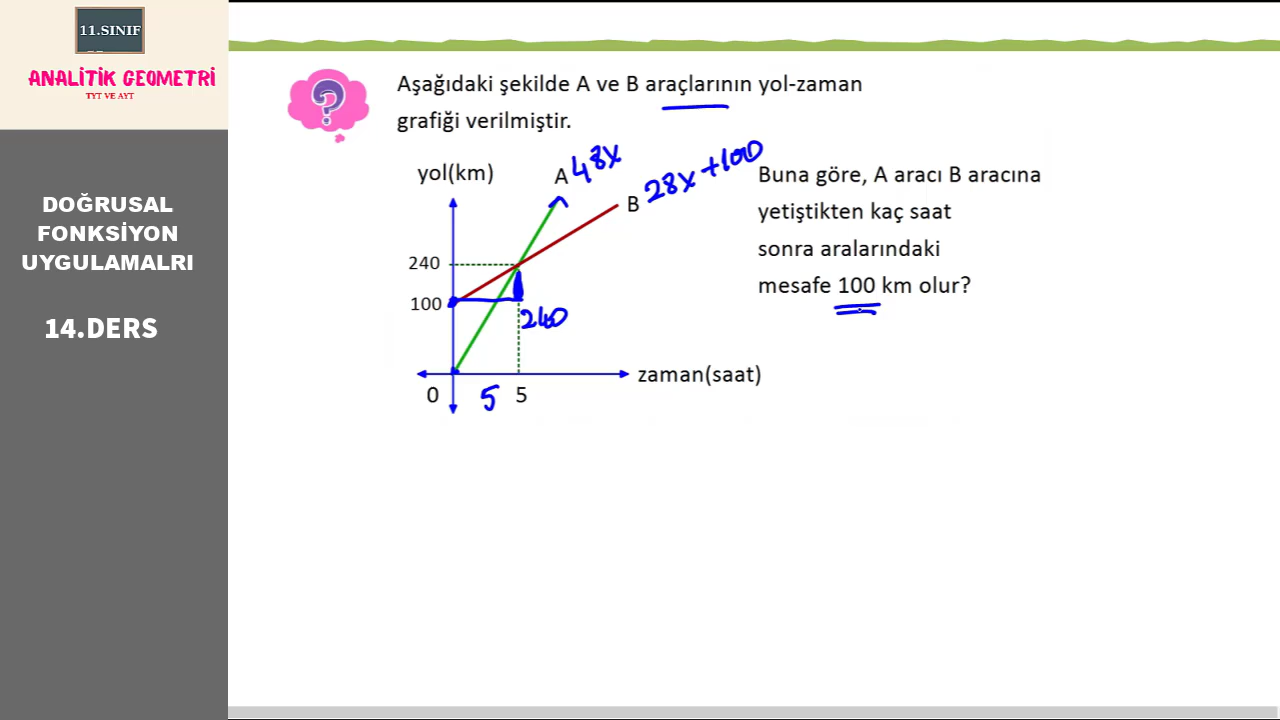 11.SINIF
ANALİTİK GEOMETRİ
TYT VE AYT
DOĞRUSAL
FONKSİYON
UYGULAMALRI
14.DERS
?
Aşağıdaki şekilde A ve B araçlarının yol-zaman
grafiği verilmiştir.
yol(km)
A 48x
B 28x+100
240
100
240
0 5 5
zaman(saat)
Buna göre, A aracı B aracına
yetiştikten kaç saat
sonra aralarındaki
mesafe 100 km olur?